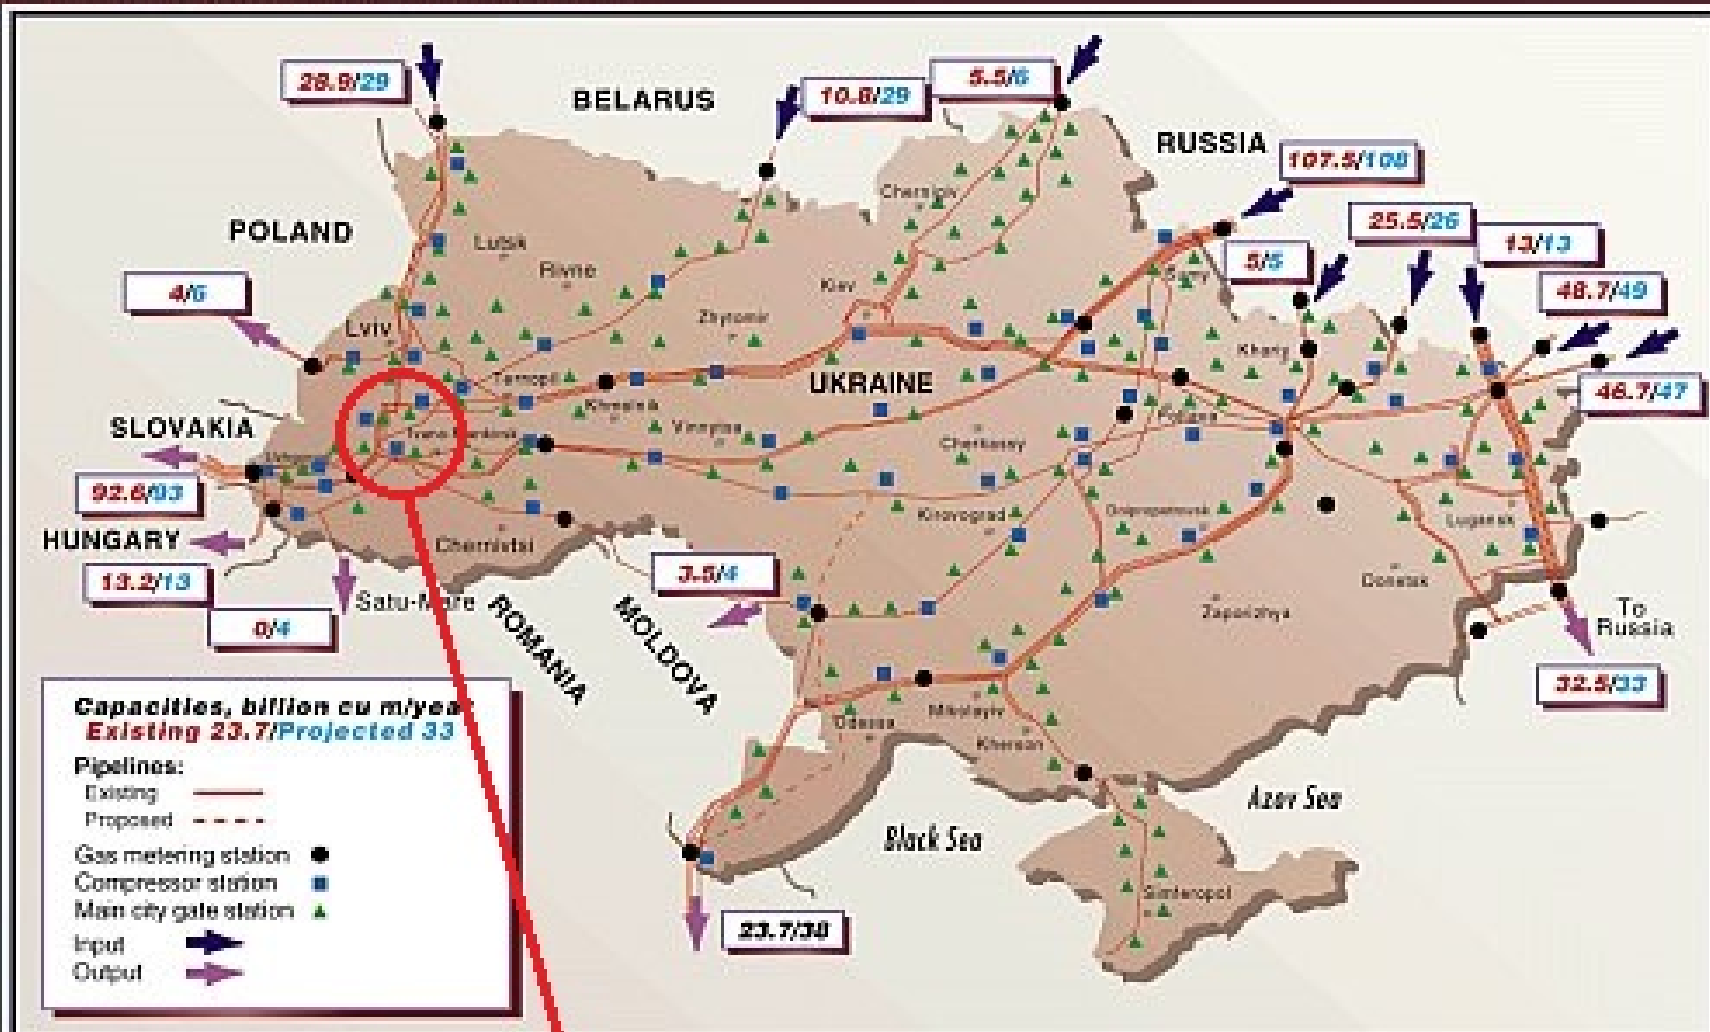 28.9/29
BELARUS
10.8/29
5.5/6
RUSSIA
107.5/108
25.5/26
13/13
5/5
48.7/49
46.7/47
POLAND
4/6
Lutsk
Rivne
Chernigiv
Kiev
Zhytomir
Sumy
Kharig
Lviv
Ternopil
UKRAINE
Vinnytsa
Cherkassy
Poltava
SLOVAKIA
92.6/93
HUNGARY
13.2/13
0/4
Satu-Mare
Chernivtsi
ROMANIA
MOLDOVA
3.5/4
Kirovograd
Dnipropetrovsk
Lugansk
Donetsk
Zaporizhya
To
Russia
32.5/33
Odessa
Mikolayiv
Kherson
Azov Sea
Black Sea
Simferopol
23.7/38
Capacities, billion cu m/year
Existing 23.7/Projected 33
Pipelines:
Existing
Proposed
Gas metering station
Compressor station
Main city gate station
Input
Output